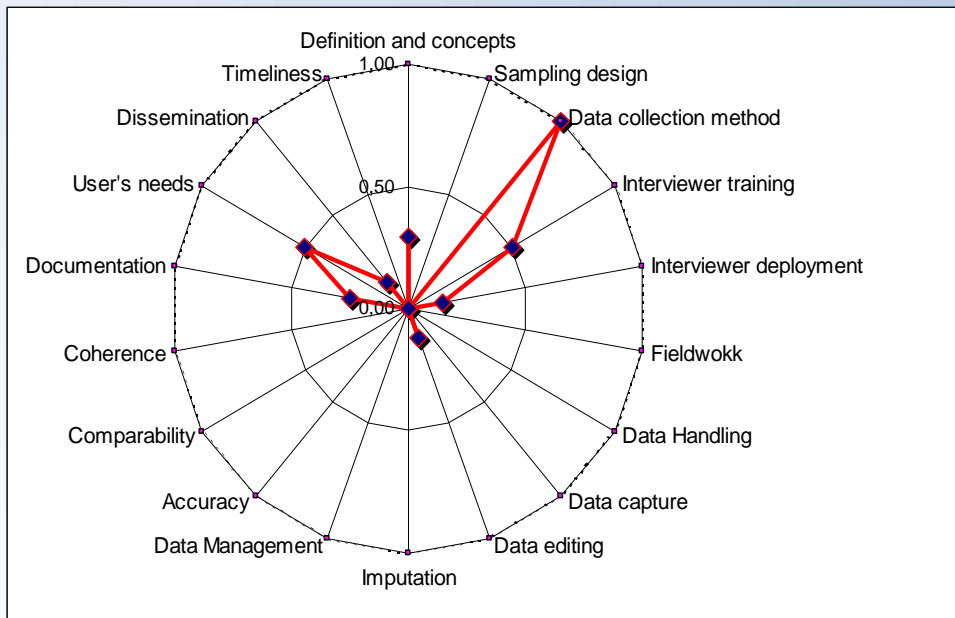 Definition and concepts
1,00
Timeliness
Sampling design
Dissemination
Data collection method
User's needs
0,50
Interviewer training
Documentation
Interviewer deployment
0,00
Coherence
Fieldwokk
Comparability
Data Handling
Accuracy
Data capture
Data Management
Data editing
Imputation